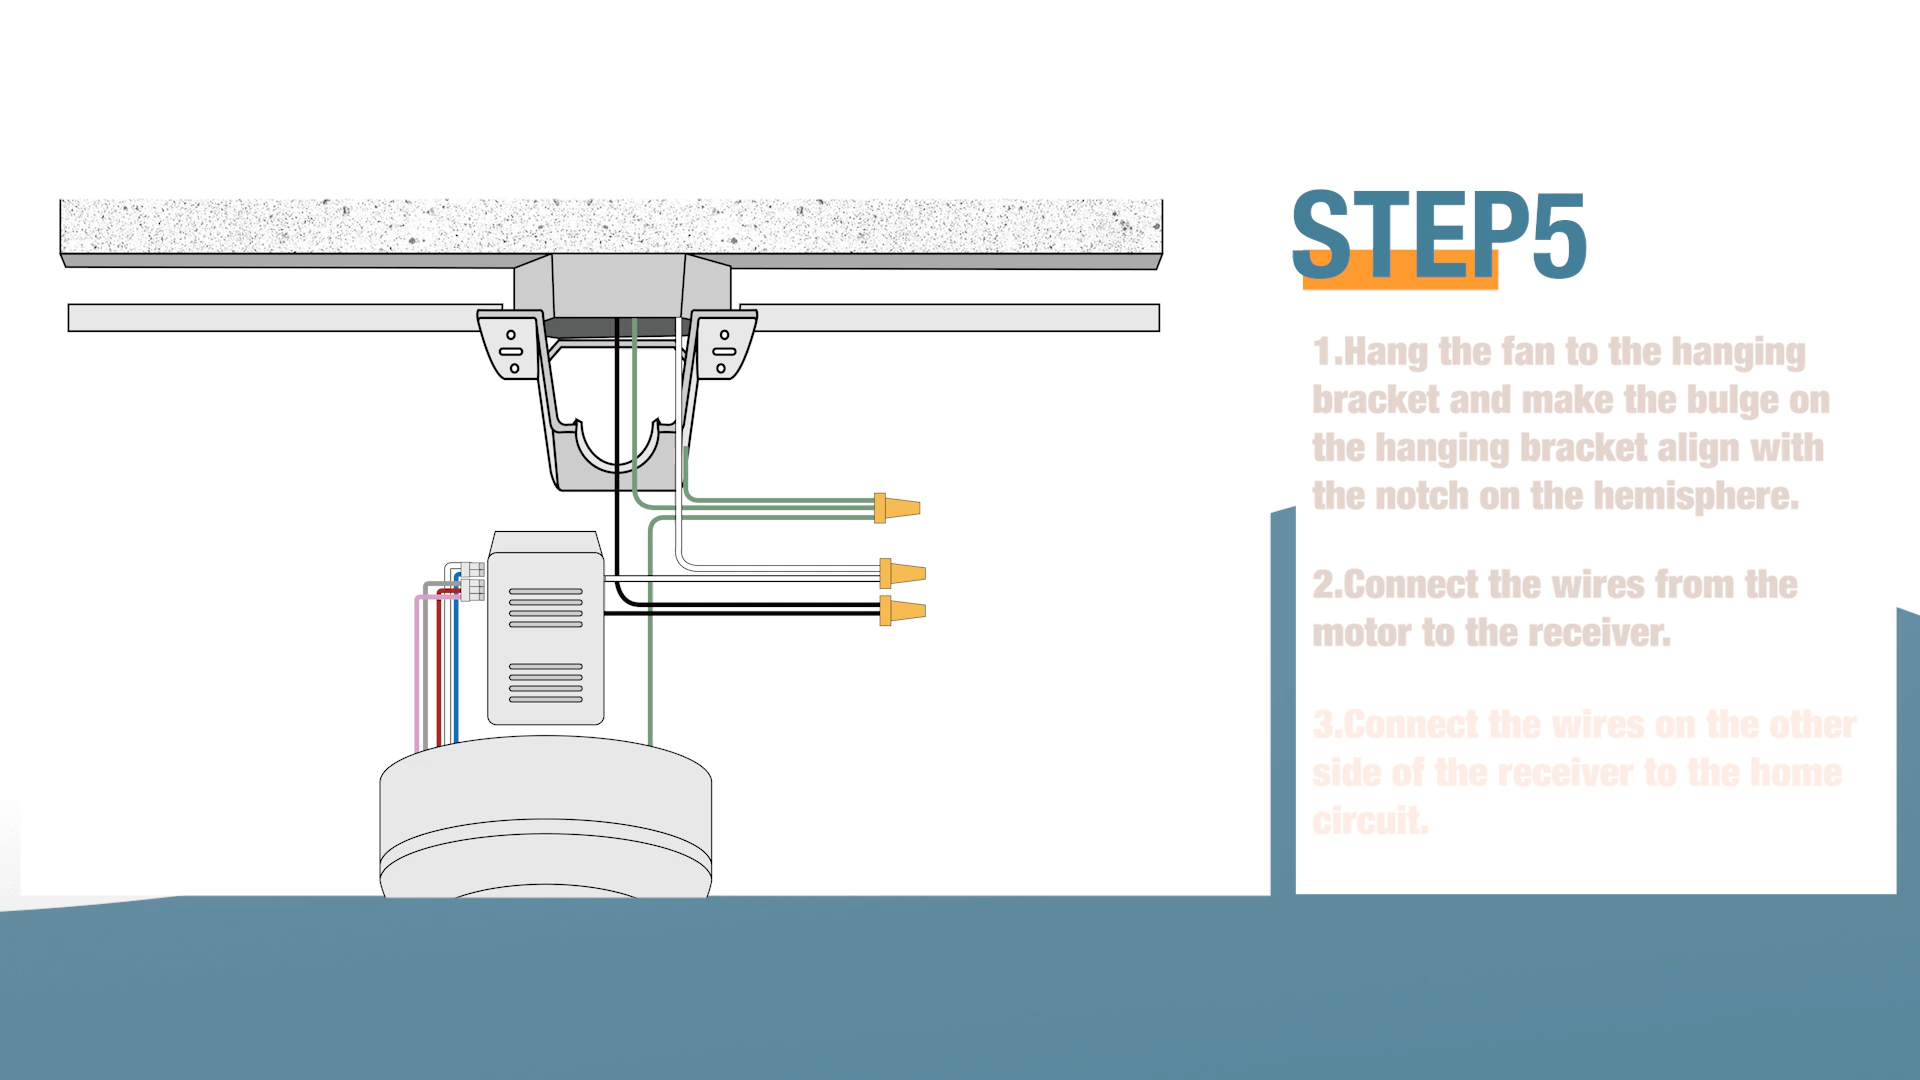 STEP5
1.Hang the fan to the hanging
bracket and make the bulge on
the hanging bracket align with
the notch on the hemisphere.
2.Connect the wires from the
motor to the receiver.
3.Connect the wires on the other
side of the receiver to the home
circuit.